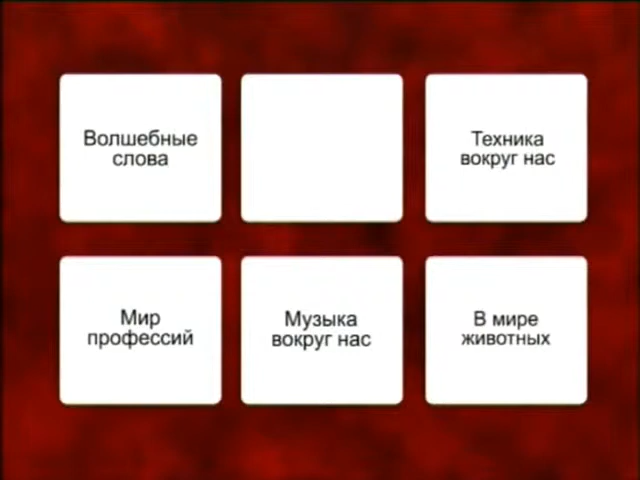 Волшебные
слова
Техника
вокруг нас
Мир
профессий
Музыка
вокруг нас
В мире
животных